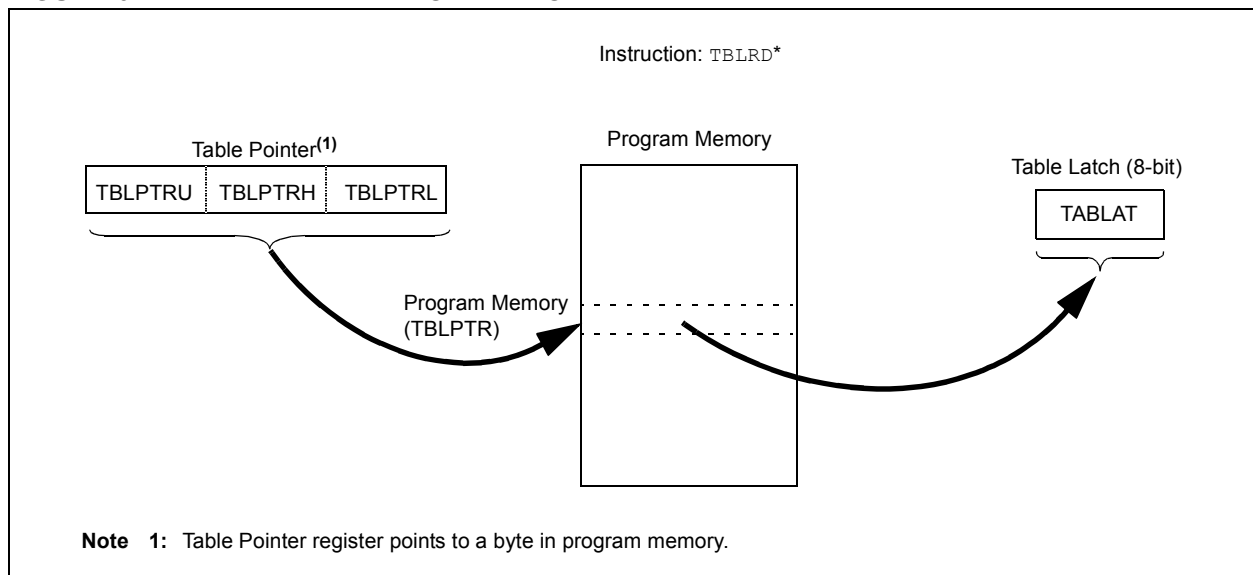 Instruction: TBLRD*
Table Pointer(1)
Program Memory
Table Latch (8-bit)
TBLPTRU TBLPTRH TBLPTRL
TABLAT
Program Memory
(TBLPTR)
Note 1: Table Pointer register points to a byte in program memory.